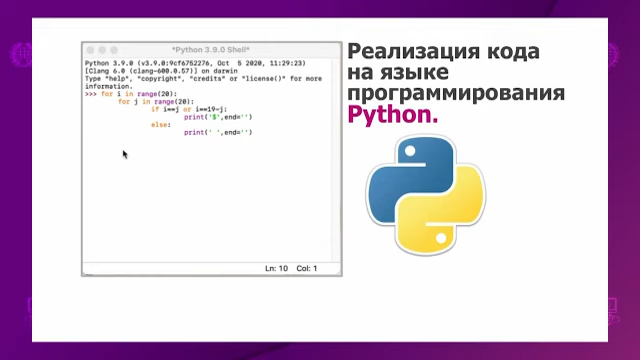 *Python 3.9.0 Shell*
Python 3.9.0 (v3.9.0:9cf6752276, Oct  5 2020, 11:29:23)
[Clang 6.0 (clang-600.0.57)] on darwin
Type "help", "copyright", "credits" or "license()" for more
information.
>>> for i in range(20):
for j in range(20):
if i==j or i==19-j:
print('$',end='')
else:
print(' ',end='')
Ln: 10 Col: 1
Реализация кода
на языке
программирования
Python.